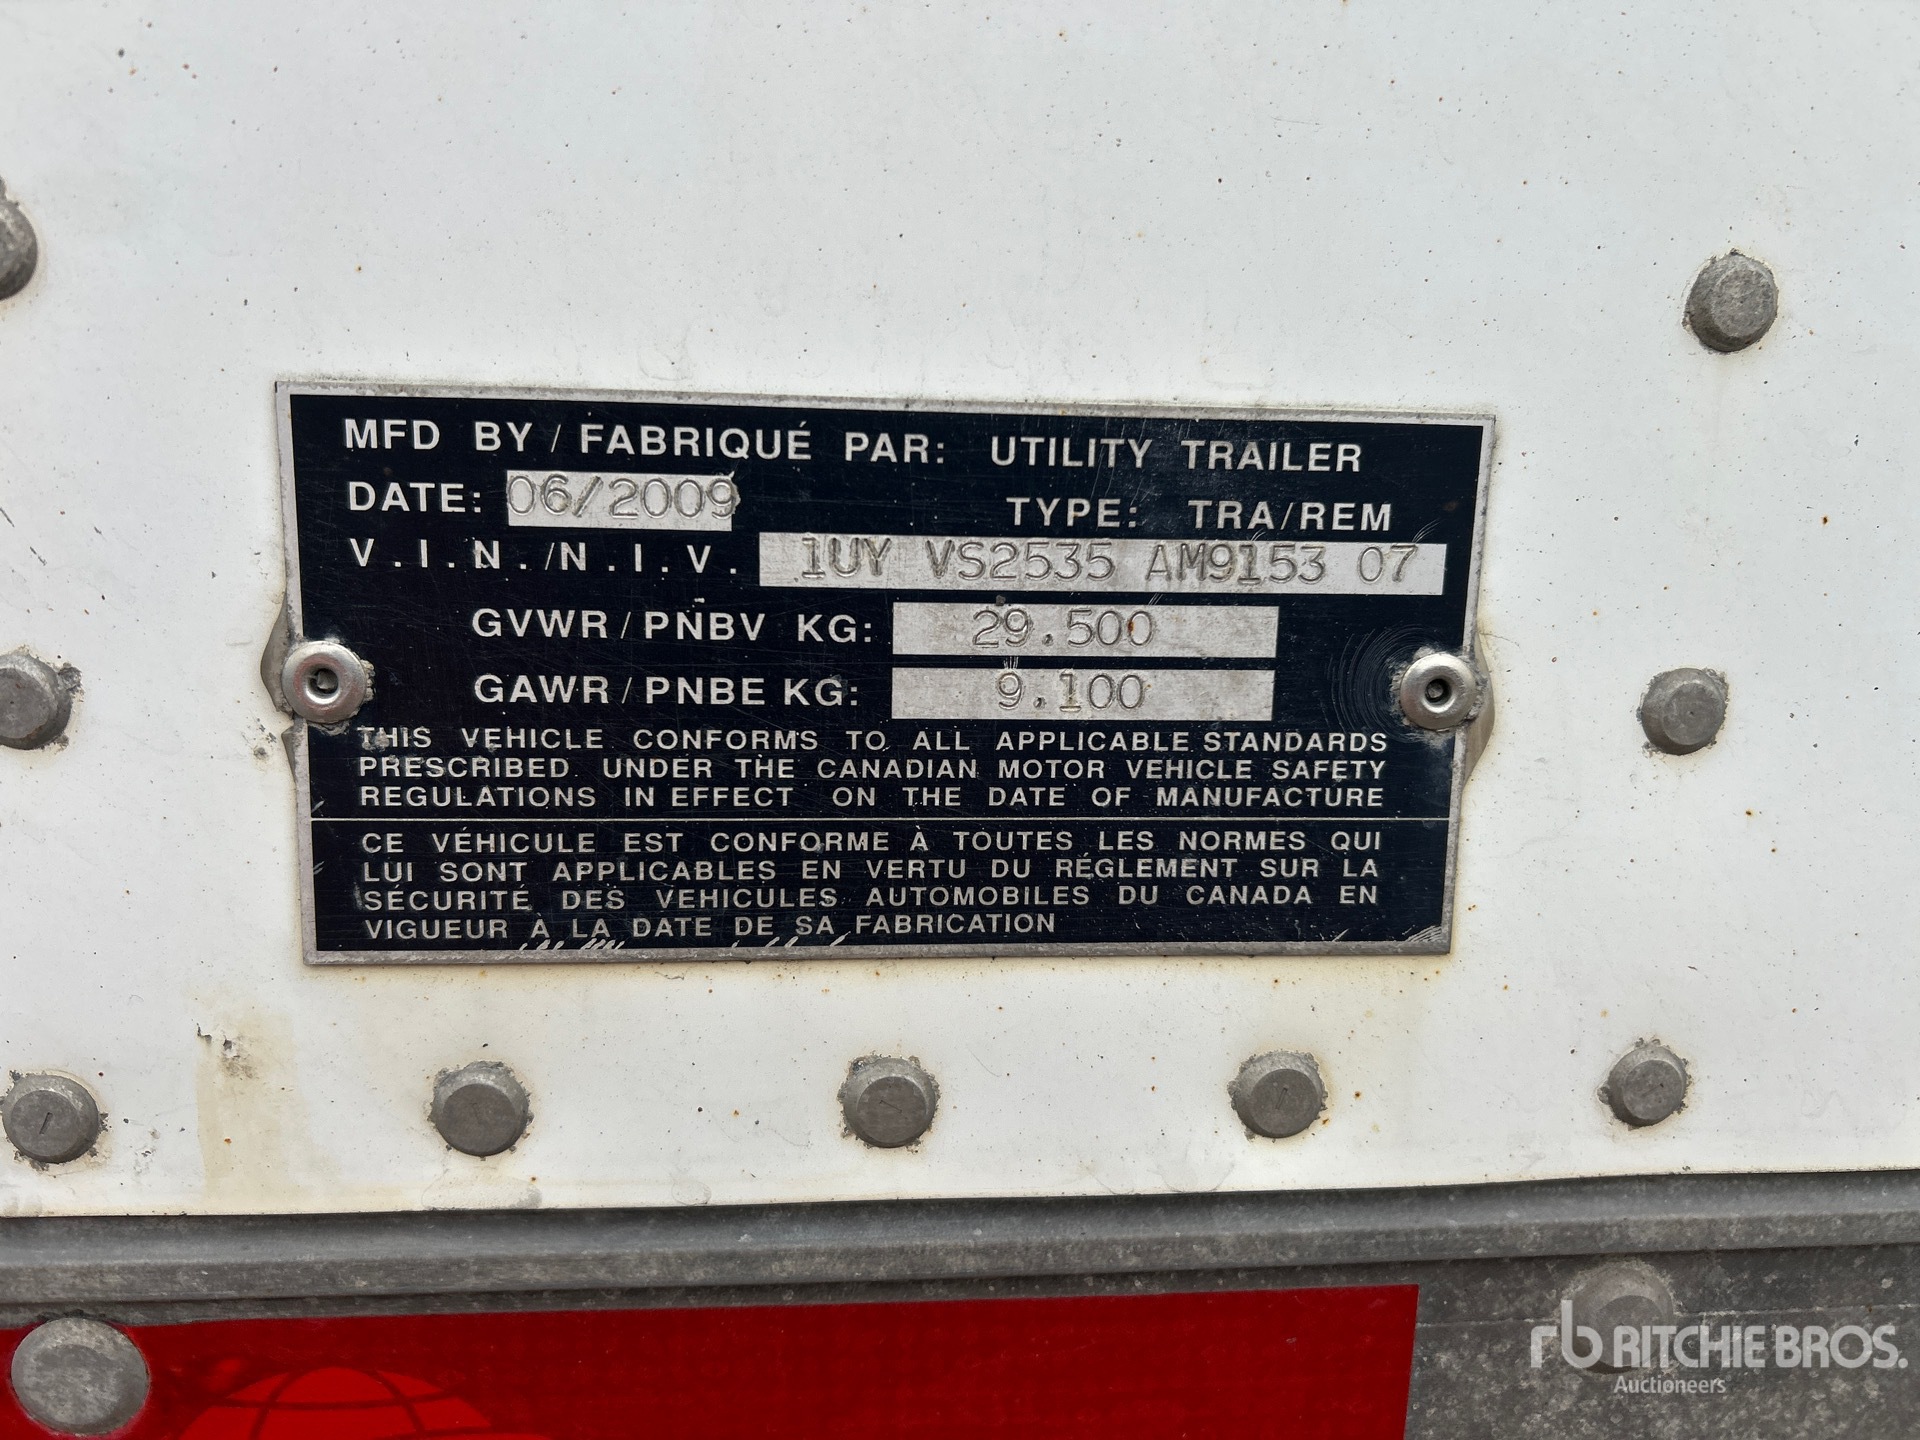 MFD BY / FABRIQUÉ PAR: UTILITY TRAILER
DATE: 06/2009 TYPE: TRA/REM
V.I.N./N.I.V. 1UY VS2535 AM9153 07
GVWR / PNBV KG: 29.500
GAWR / PNBE KG: 9.100
THIS VEHICLE CONFORMS TO ALL APPLICABLE STANDARDS
PRESCRIBED UNDER THE CANADIAN MOTOR VEHICLE SAFETY
REGULATIONS IN EFFECT ON THE DATE OF MANUFACTURE
CE VÉHICULE EST CONFORME À TOUTES LES NORMES QUI
LUI SONT APPLICABLES EN VERTU DU RÉGLEMENT SUR LA
SÉCURITÉ DES VEHICULES AUTOMOBILES DU CANADA EN
VIGUEUR À LA DATE DE SA FABRICATION
rb RITCHIE BROS.
Auctioneers